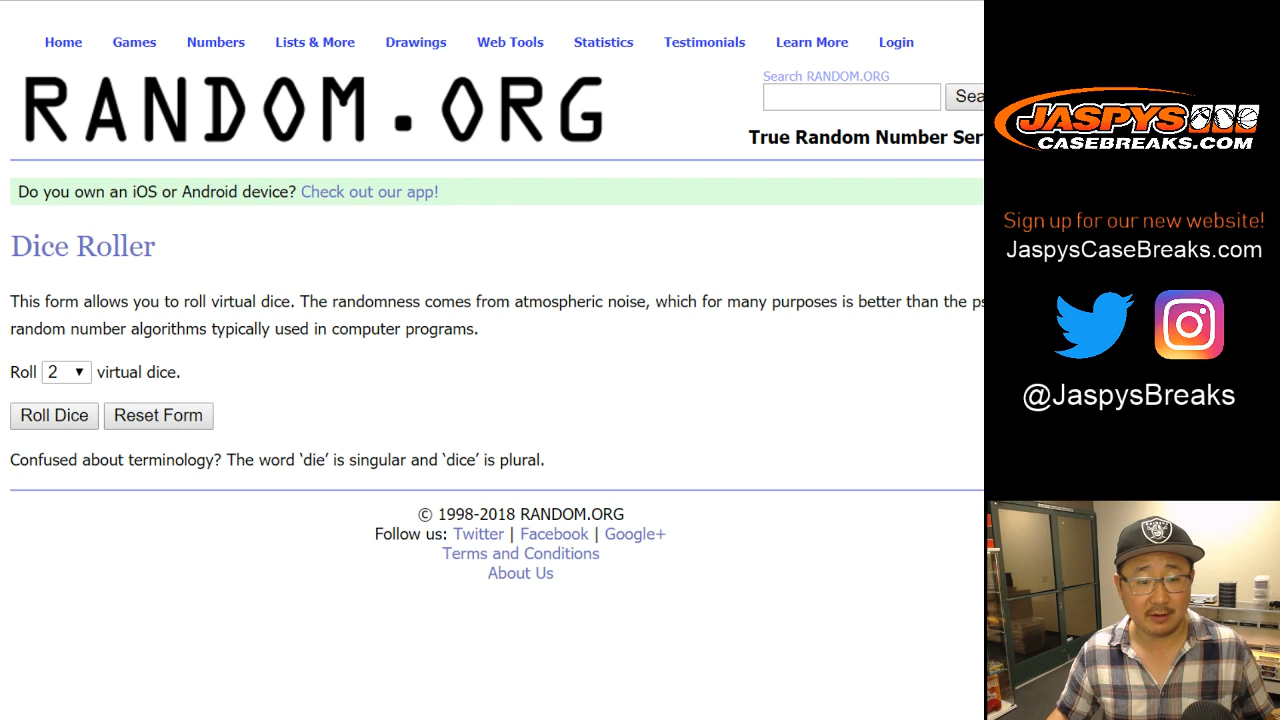 Home Games Numbers Lists & More Drawings Web Tools Statistics Testimonials Learn More Login
RANDOM.ORG
Search RANDOM.ORG
Sea
True Random Number Ser
Do you own an iOS or Android device? Check out our app!
Dice Roller
This form allows you to roll virtual dice. The randomness comes from atmospheric noise, which for many purposes is better than the ps
random number algorithms typically used in computer programs.
Roll 2 virtual dice.
Roll Dice Reset Form
Confused about terminology? The word ‘die’ is singular and ‘dice’ is plural.
© 1998-2018 RANDOM.ORG
Follow us: Twitter | Facebook | Google+
Terms and Conditions
About Us
JASPYS
CASEBREAKS.COM
Sign up for our new website!
JaspysCaseBreaks.com
@JaspysBreaks
RAIDERS